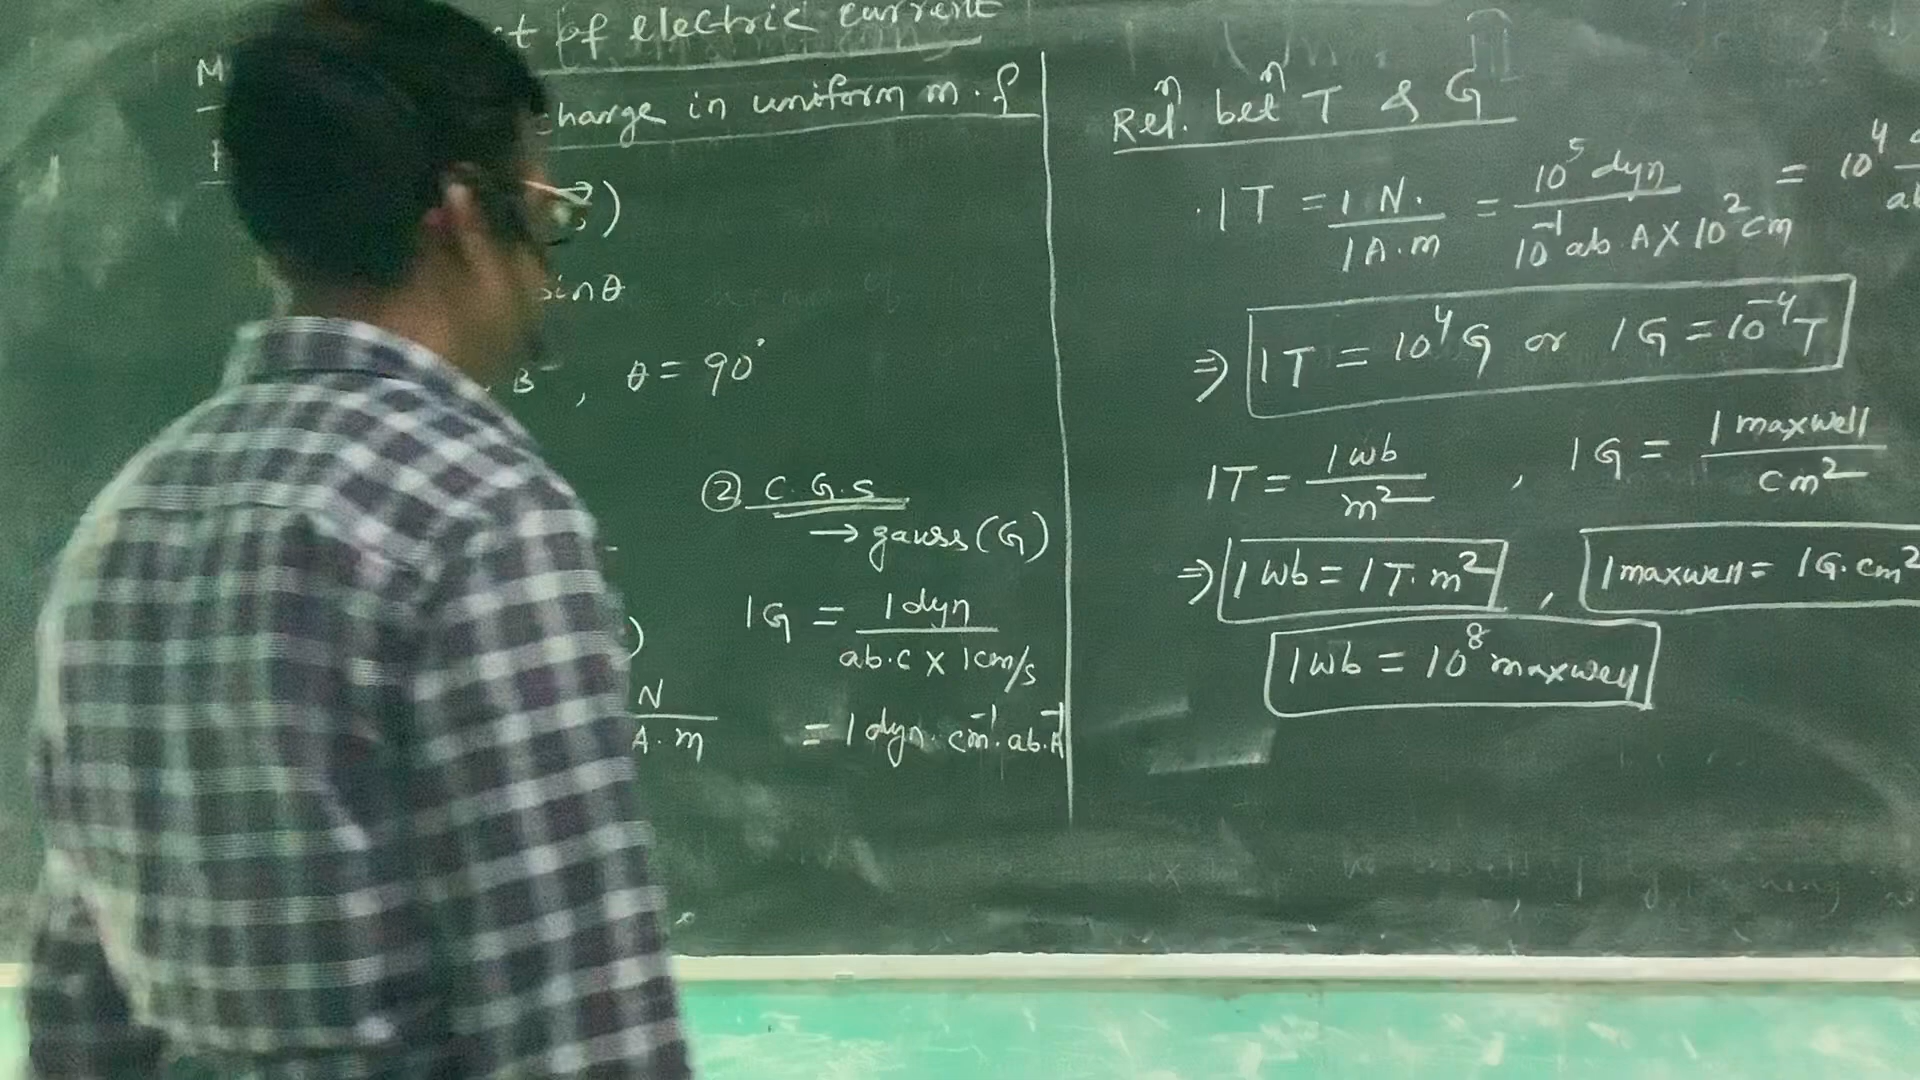 t of electric current
M
charge in uniform m.f
)
sinθ
B , θ = 90°
② C.G.S
→ gauss (G)
1G = 1 dyn / ab.C × 1cm/s
)
N / A.m
= 1 dyn. cm⁻¹. ab.A⁻¹
Relⁿ. betⁿ T & G
1T = 1 N. / 1A.m = 10⁵ dyn / 10⁻¹ ab.A × 10² cm = 10⁴
⇒ 1T = 10⁴ G or 1G = 10⁻⁴ T
1T = 1 wb / m² , 1G = 1 maxwell / cm²
⇒ 1 wb = 1T.m² , 1 maxwell = 1G.cm²
1 wb = 10⁸ maxwell